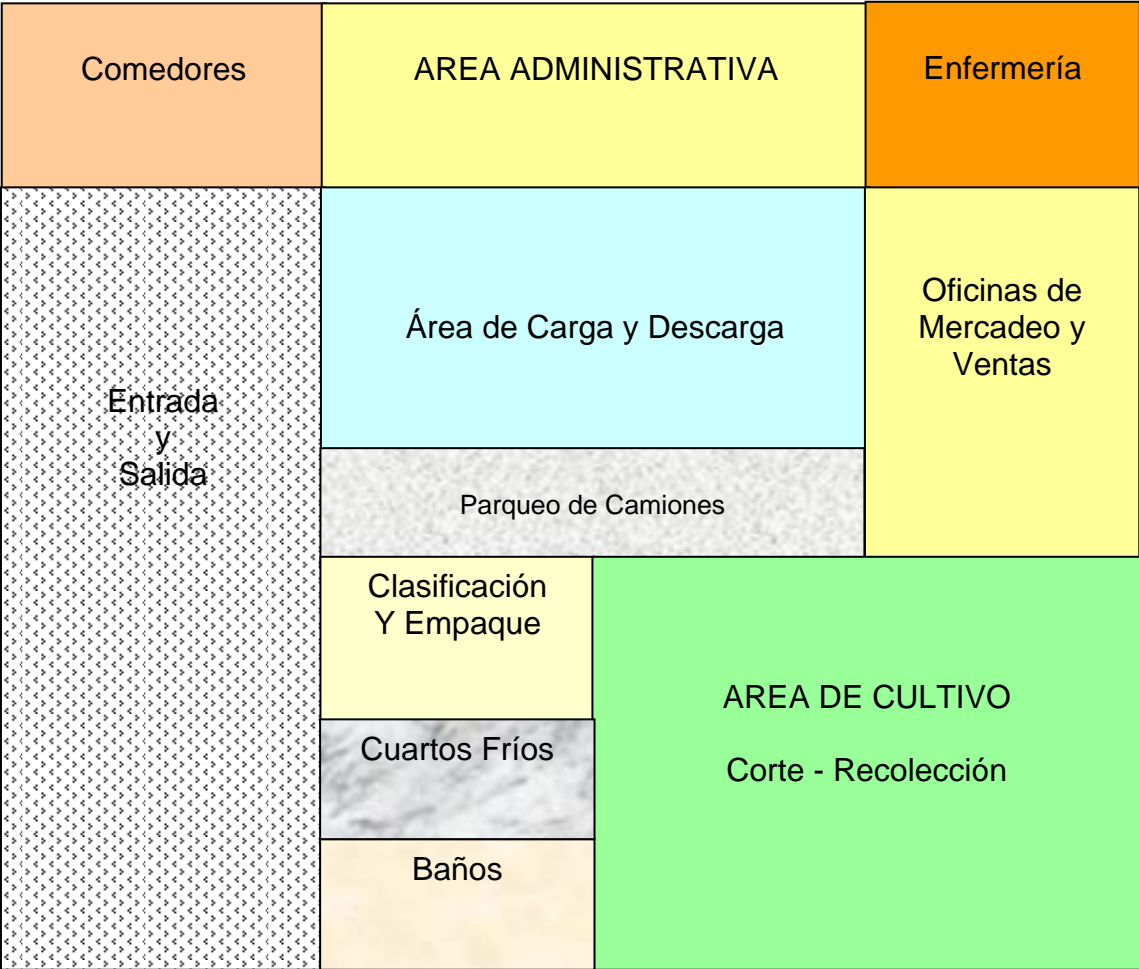 Comedores
AREA ADMINISTRATIVA
Enfermería
Entrada
y
Salida
Área de Carga y Descarga
Oficinas de
Mercadeo y
Ventas
Parqueo de Camiones
Clasificación
Y Empaque
AREA DE CULTIVO
Corte - Recolección
Cuartos Fríos
Baños